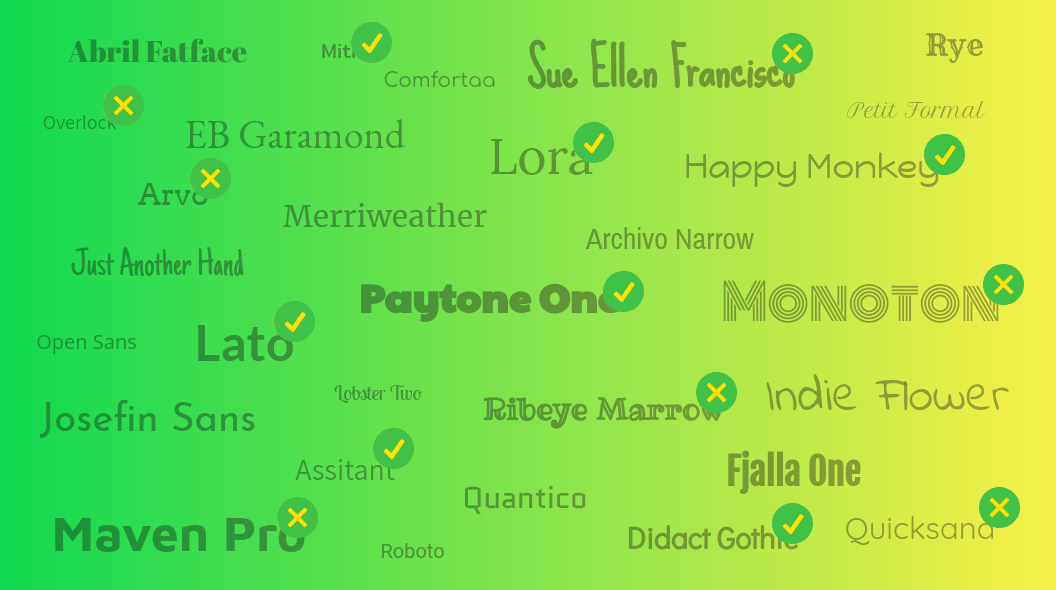 Abril Fatface
Rye
Sue Ellen Francisco
Comfortaa
Petit Formal
Overlock
EB Garamond
Lora
Happy Monkey
Arvo
Merriweather
Archivo Narrow
Just Another Hand
Paytone One
Monoton
Open Sans
Lato
Lobster Two
Ribeye Marrow
Indie Flower
Josefin Sans
Assitant
Fjalla One
Quantico
Maven Pro
Didact Gothic
Quicksand
Roboto